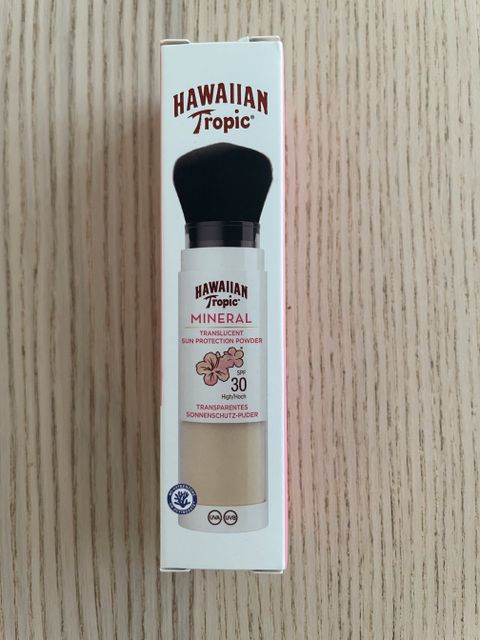 HAWAIIAN
Tropic®
HAWAIIAN
Tropic
MINERAL
TRANSLUCENT
SUN PROTECTION POWDER
SPF
30
High/Hoch
TRANSPARENTES
SONNENSCHUTZ-PUDER
UVA UVB